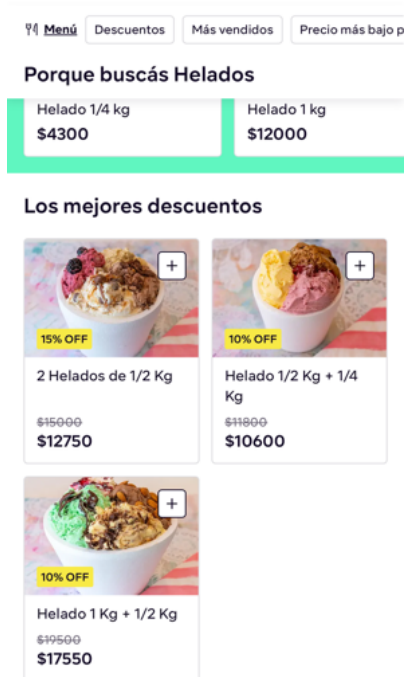 Menú
Descuentos
Más vendidos
Precio más bajo p
Porque buscás Helados
Helado 1/4 kg
$4300
Helado 1 kg
$12000
Los mejores descuentos
15% OFF
2 Helados de 1/2 Kg
$15000
$12750
10% OFF
Helado 1/2 Kg + 1/4
Kg
$11800
$10600
10% OFF
Helado 1 Kg + 1/2 Kg
$19500
$17550